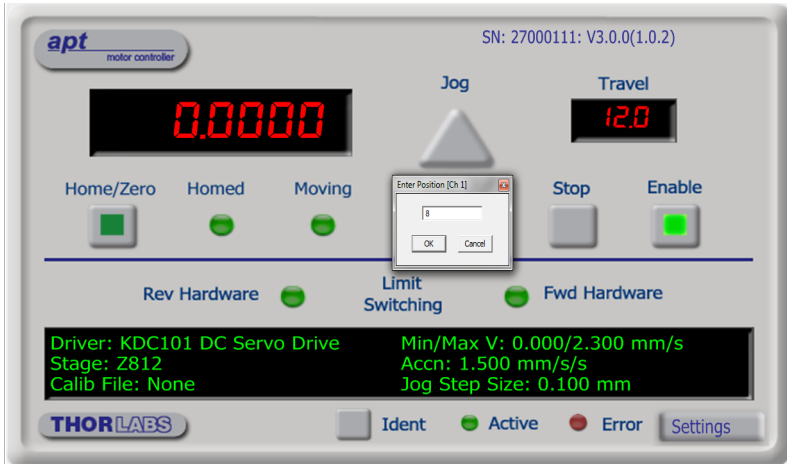 apt
motor controller
SN: 27000111: V3.0.0(1.0.2)
Jog
Travel
0.0000
12.0
Home/Zero
Homed
Moving
Enter Position [Ch 1]
8
OK Cancel
Stop
Enable
Rev Hardware
Limit
Switching
Fwd Hardware
Driver: KDC101 DC Servo Drive
Stage: Z812
Calib File: None
Min/Max V: 0.000/2.300 mm/s
Accn: 1.500 mm/s/s
Jog Step Size: 0.100 mm
THORLABS
Ident
Active
Error
Settings